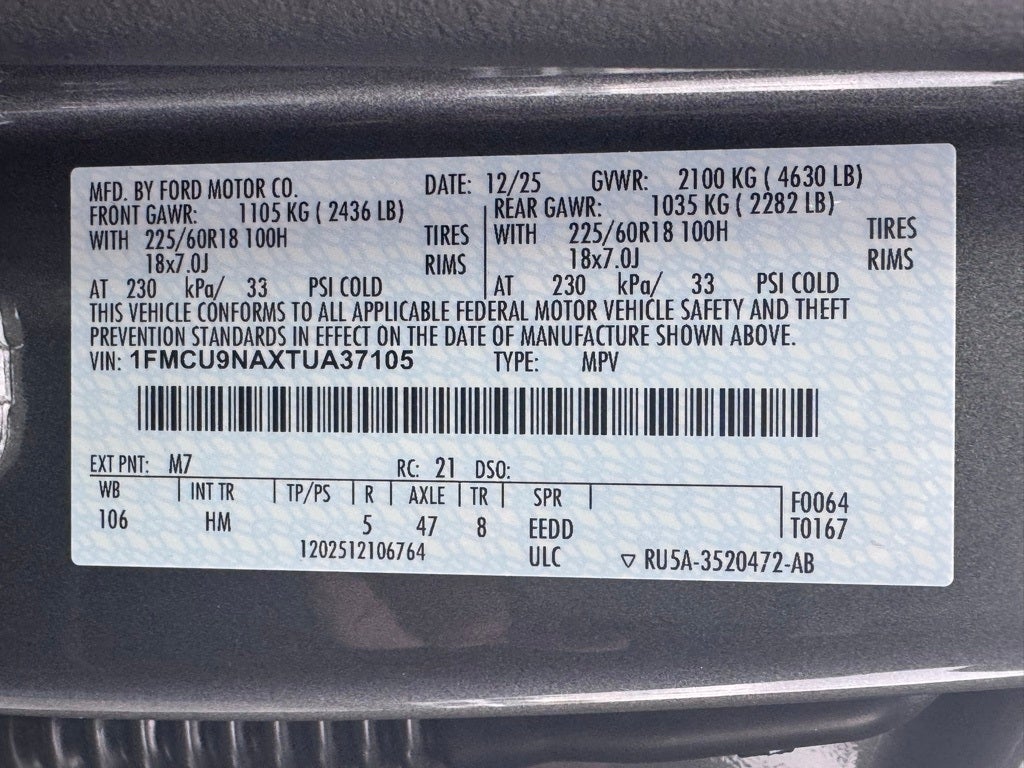 MFD. BY FORD MOTOR CO. DATE: 12/25 GVWR: 2100 KG ( 4630 LB)
FRONT GAWR: 1105 KG ( 2436 LB) REAR GAWR: 1035 KG ( 2282 LB)
WITH 225/60R18 100H TIRES WITH 225/60R18 100H TIRES
18x7.0J RIMS 18x7.0J RIMS
AT 230 kPa/ 33 PSI COLD AT 230 kPa/ 33 PSI COLD
THIS VEHICLE CONFORMS TO ALL APPLICABLE FEDERAL MOTOR VEHICLE SAFETY AND THEFT
PREVENTION STANDARDS IN EFFECT ON THE DATE OF MANUFACTURE SHOWN ABOVE.
VIN: 1FMCU9NAXTUA37105 TYPE: MPV
EXT PNT: M7 RC: 21 DSO:
WB INT TR TP/PS R AXLE TR SPR F0064
106 HM 5 47 8 EEDD T0167
1202512106764 ULC ▽ RU5A-3520472-AB